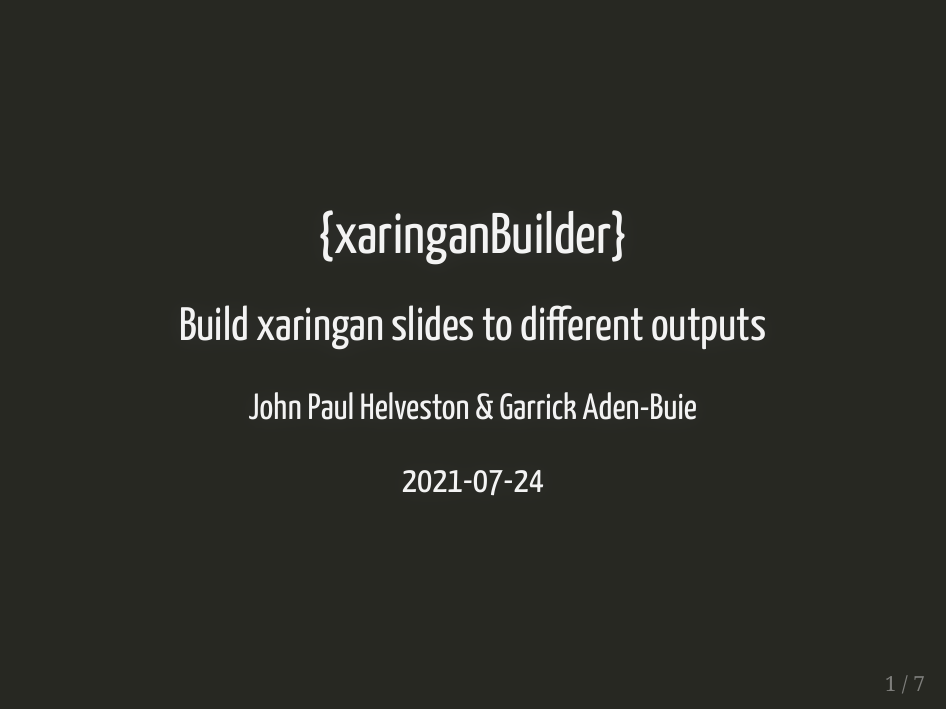 {xaringanBuilder}
Build xaringan slides to different outputs
John Paul Helveston & Garrick Aden-Buie
2021-07-24
1 / 7